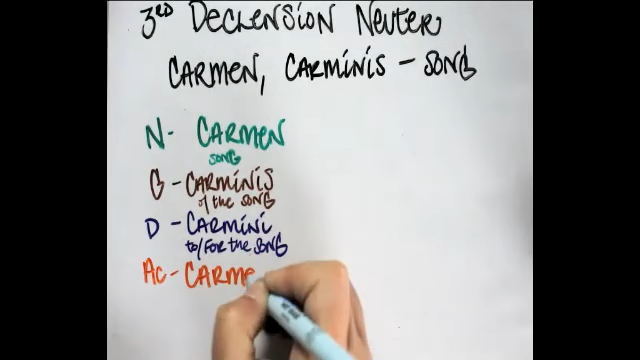 3RD DECLENSION NEUTER
CARMEN, CARMINIS - SONG
N- CARMEN
SONG
G - CARMINIS
of the SONG
D - CARMINI
to/FOR the SONG
AC - CARME